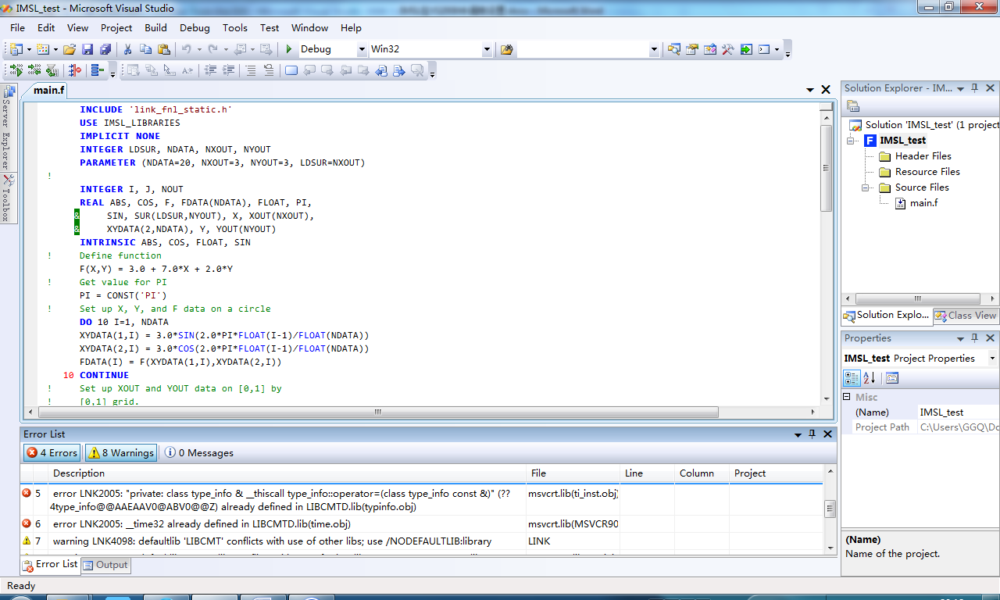 IMSL_test - Microsoft Visual Studio
File Edit View Project Build Debug Tools Test Window Help
Debug Win32
Server Explorer
Toolbox
main.f
INCLUDE 'link_fnl_static.h'
USE IMSL_LIBRARIES
IMPLICIT NONE
INTEGER LDSUR, NDATA, NXOUT, NYOUT
PARAMETER (NDATA=20, NXOUT=3, NYOUT=3, LDSUR=NXOUT)
!
INTEGER I, J, NOUT
REAL ABS, COS, F, FDATA(NDATA), FLOAT, PI,
& SIN, SUR(LDSUR,NYOUT), X, XOUT(NXOUT),
& XYDATA(2,NDATA), Y, YOUT(NYOUT)
INTRINSIC ABS, COS, FLOAT, SIN
! Define function
F(X,Y) = 3.0 + 7.0*X + 2.0*Y
! Get value for PI
PI = CONST('PI')
! Set up X, Y, and F data on a circle
DO 10 I=1, NDATA
XYDATA(1,I) = 3.0*SIN(2.0*PI*FLOAT(I-1)/FLOAT(NDATA))
XYDATA(2,I) = 3.0*COS(2.0*PI*FLOAT(I-1)/FLOAT(NDATA))
FDATA(I) = F(XYDATA(1,I),XYDATA(2,I))
10 CONTINUE
! Set up XOUT and YOUT data on [0,1] by
! [0,1] grid.
Solution Explorer - IM...
Solution 'IMSL_test' (1 project
IMSL_test
Header Files
Resource Files
Source Files
main.f
Solution Explo... Class View
Properties
IMSL_test Project Properties
Misc
(Name) IMSL_test
Project Path C:\Users\GGQ\Do
(Name)
Name of the project.
Error List
4 Errors 8 Warnings 0 Messages
Description File Line Column Project
5 error LNK2005: "private: class type_info & __thiscall type_info::operator=(class type_info const &)" (?? msvcrt.lib(ti_inst.obj)
4type_info@@AAEAAV0@ABV0@@Z) already defined in LIBCMTD.lib(typinfo.obj)
6 error LNK2005: __time32 already defined in LIBCMTD.lib(time.obj) msvcrt.lib(MSVCR90
7 warning LNK4098: defaultlib 'LIBCMT' conflicts with use of other libs; use /NODEFAULTLIB:library LINK
Error List Output
Ready